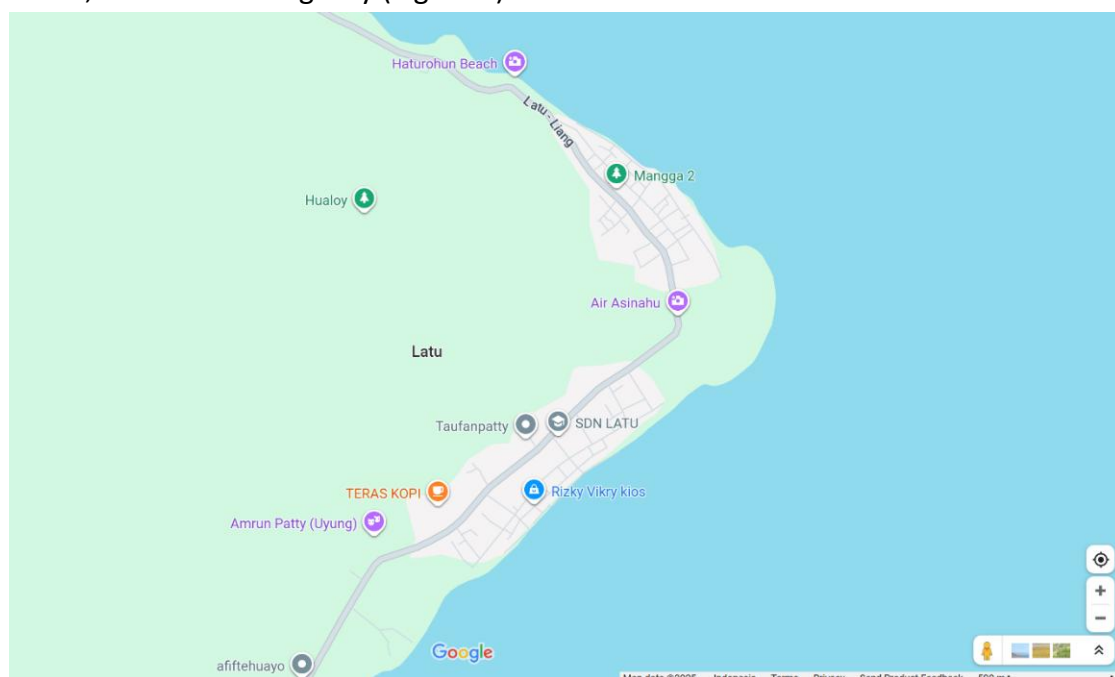 Haturohun Beach
Latu - Liang
Mangga 2
Hualoy
Air Asinahu
Latu
Taufanpatty
SDN LATU
TERAS KOPI
Rizky Vikry kios
Amrun Patty (Uyung)
Google
afiftehuayo